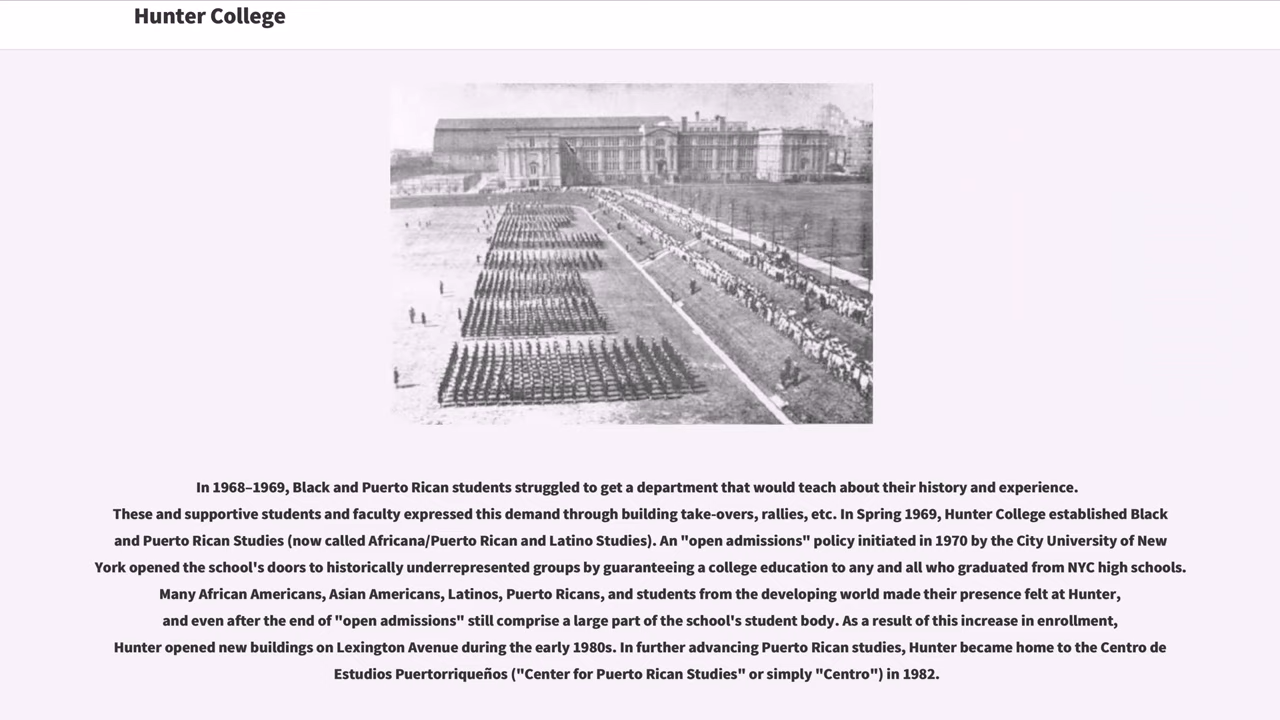 Hunter College
In 1968–1969, Black and Puerto Rican students struggled to get a department that would teach about their history and experience.
These and supportive students and faculty expressed this demand through building take-overs, rallies, etc. In Spring 1969, Hunter College established Black
and Puerto Rican Studies (now called Africana/Puerto Rican and Latino Studies). An "open admissions" policy initiated in 1970 by the City University of New
York opened the school's doors to historically underrepresented groups by guaranteeing a college education to any and all who graduated from NYC high schools.
Many African Americans, Asian Americans, Latinos, Puerto Ricans, and students from the developing world made their presence felt at Hunter,
and even after the end of "open admissions" still comprise a large part of the school's student body. As a result of this increase in enrollment,
Hunter opened new buildings on Lexington Avenue during the early 1980s. In further advancing Puerto Rican studies, Hunter became home to the Centro de
Estudios Puertorriqueños ("Center for Puerto Rican Studies" or simply "Centro") in 1982.